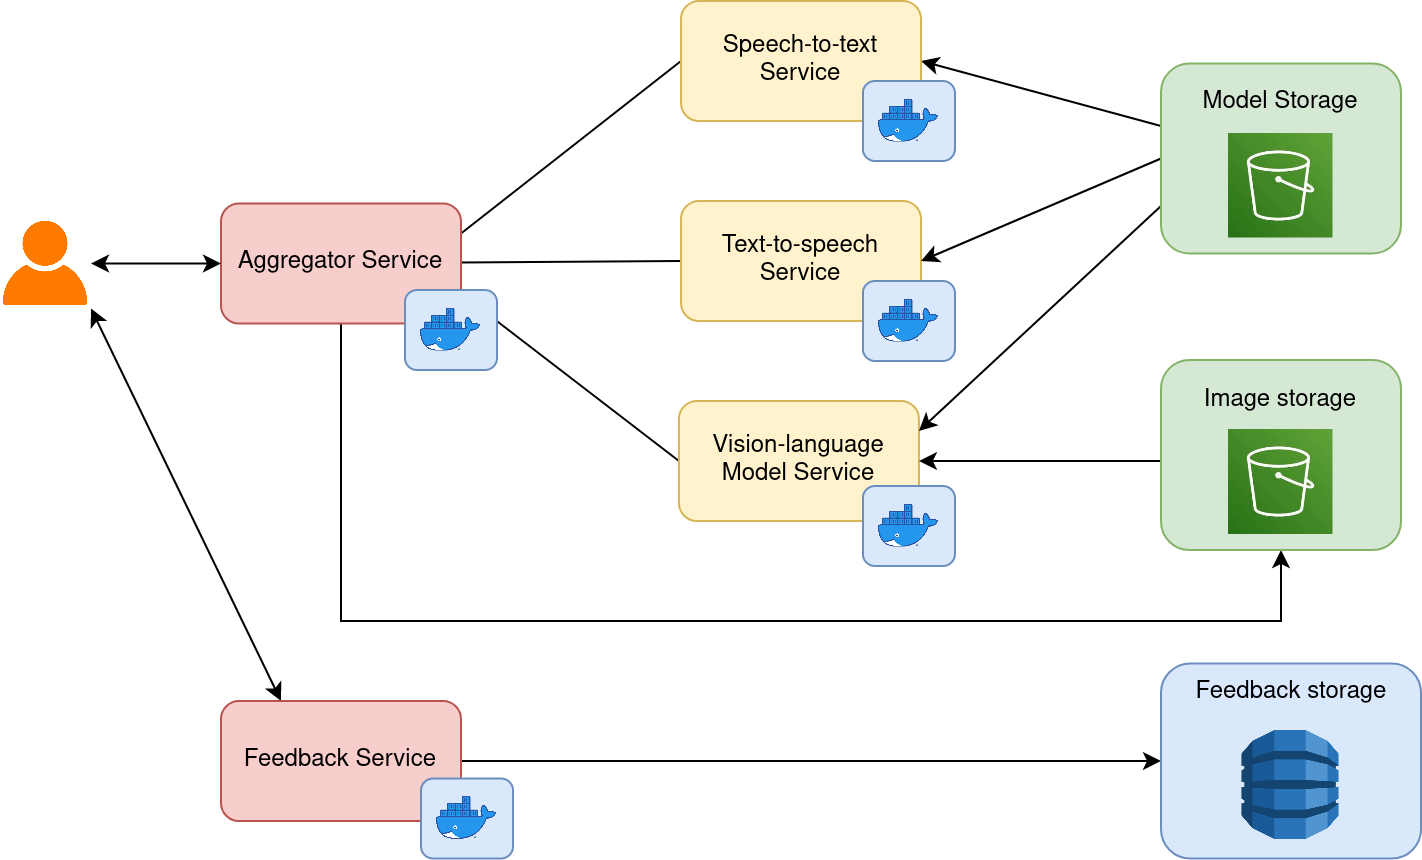 Speech-to-text
Service
Model Storage
Text-to-speech
Service
Aggregator Service
Image storage
Vision-language
Model Service
Feedback storage
Feedback Service